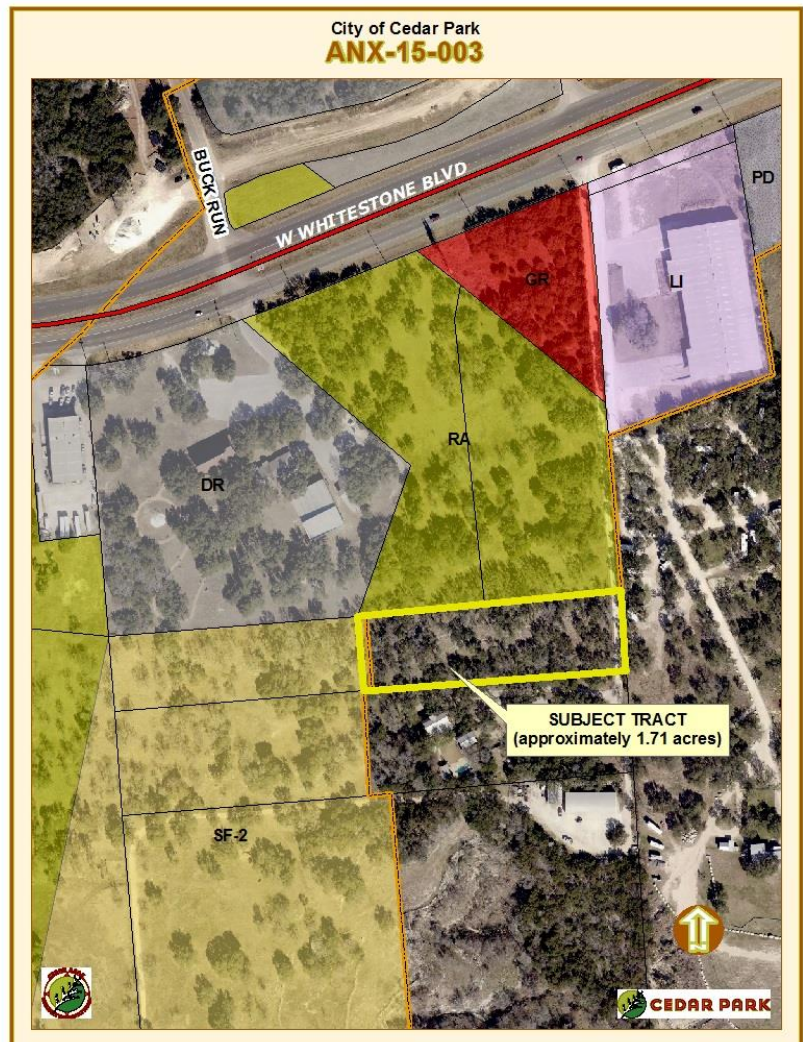 City of Cedar Park
ANX-15-003
BUCK RUN
W WHITESTONE BLVD
PD
GR
LI
RA
DR
SUBJECT TRACT
(approximately 1.71 acres)
SF-2
CEDAR PARK